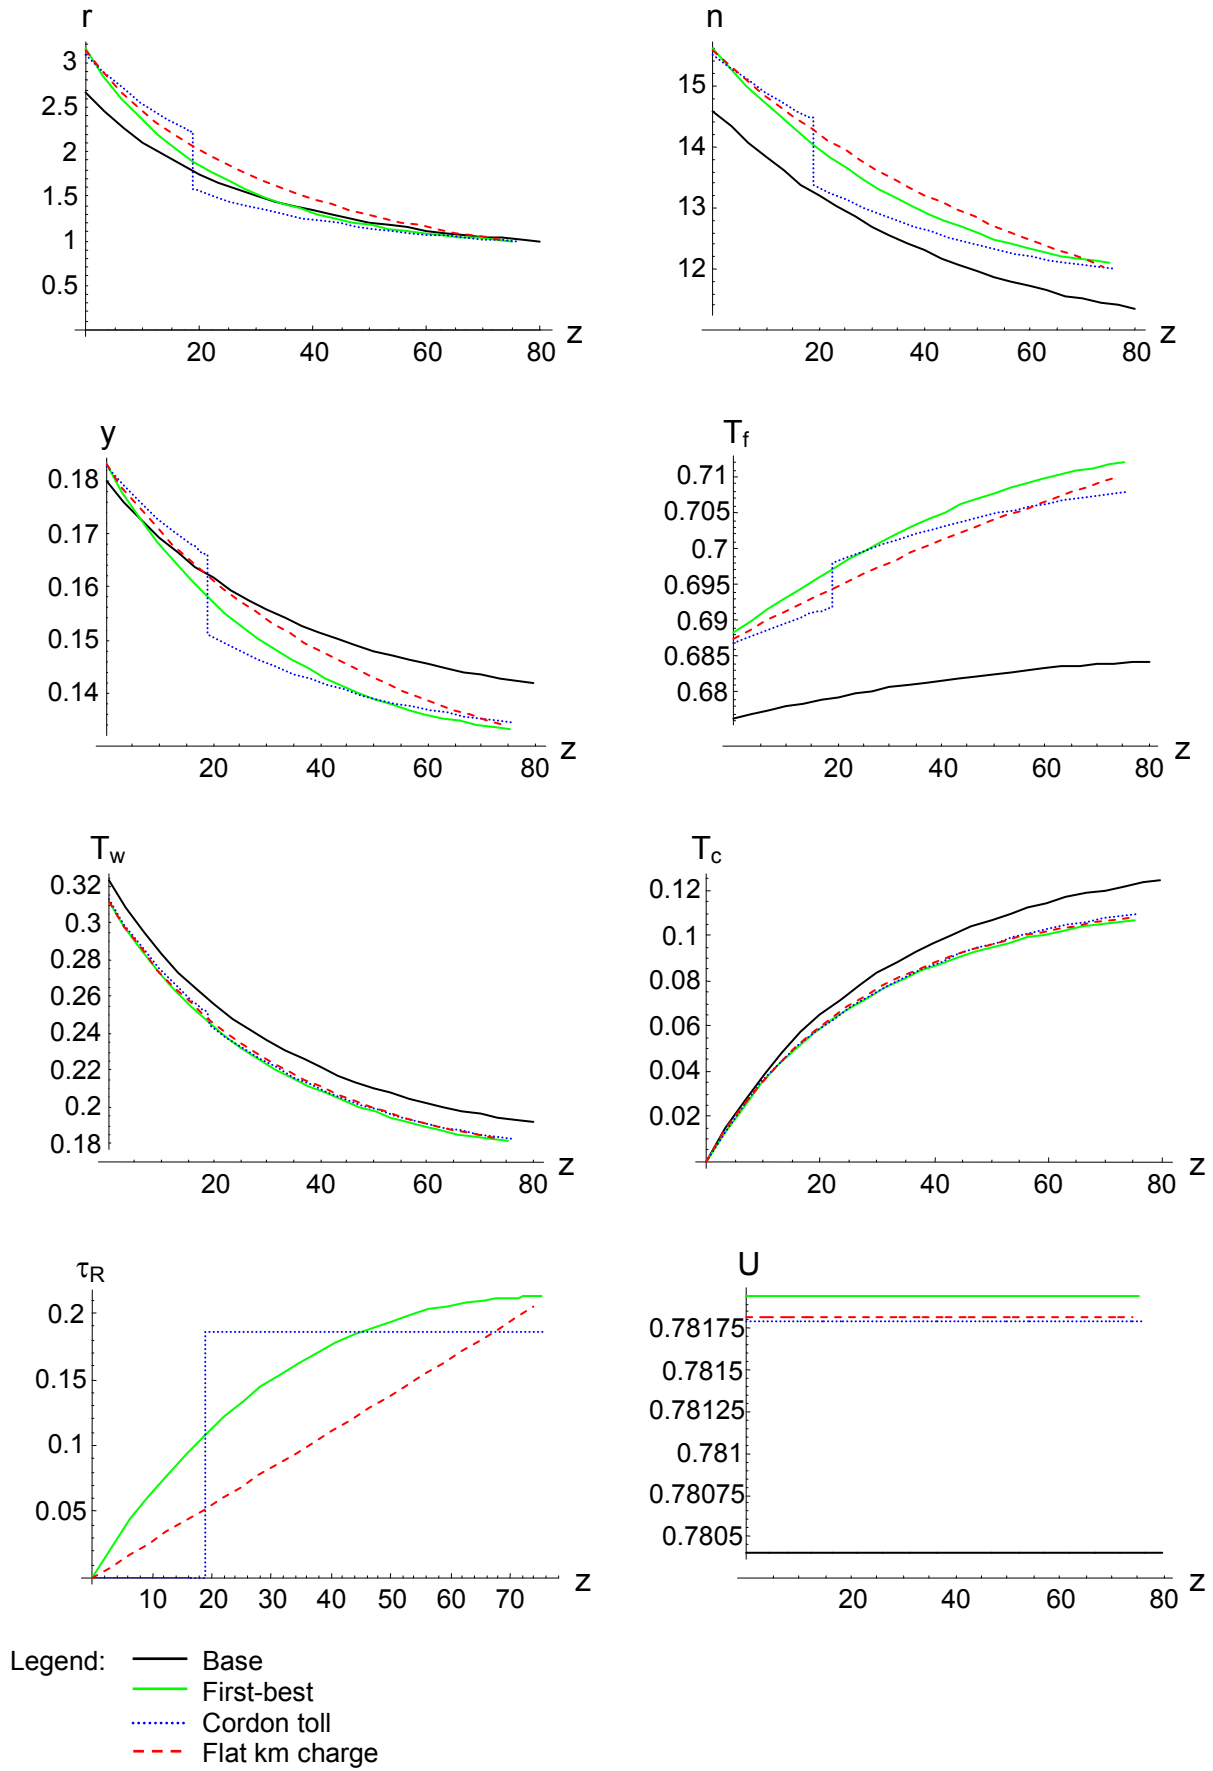 r
3
2.5
2
1.5
1
0.5
20 40 60 80 z
n
15
14
13
12
20 40 60 80 z
y
0.18
0.17
0.16
0.15
0.14
20 40 60 80 z
T_f
0.71
0.705
0.7
0.695
0.69
0.685
0.68
20 40 60 80 z
T_w
0.32
0.3
0.28
0.26
0.24
0.22
0.2
0.18
20 40 60 80 z
T_c
0.12
0.1
0.08
0.06
0.04
0.02
20 40 60 80 z
τ_R
0.2
0.15
0.1
0.05
10 20 30 40 50 60 70 z
U
0.78175
0.7815
0.78125
0.781
0.78075
0.7805
20 40 60 80 z
Legend: Base
First-best
Cordon toll
Flat km charge